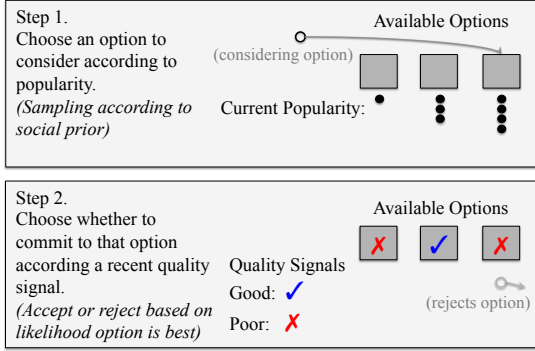 Step 1.
Choose an option to
consider according to
popularity.
(Sampling according to
social prior)
Available Options
(considering option)
Current Popularity:
Step 2.
Choose whether to
commit to that option
according a recent quality
signal.
(Accept or reject based on
likelihood option is best)
Available Options
Quality Signals
Good: ✓
Poor: ✗
✗ ✓ ✗
(rejects option)